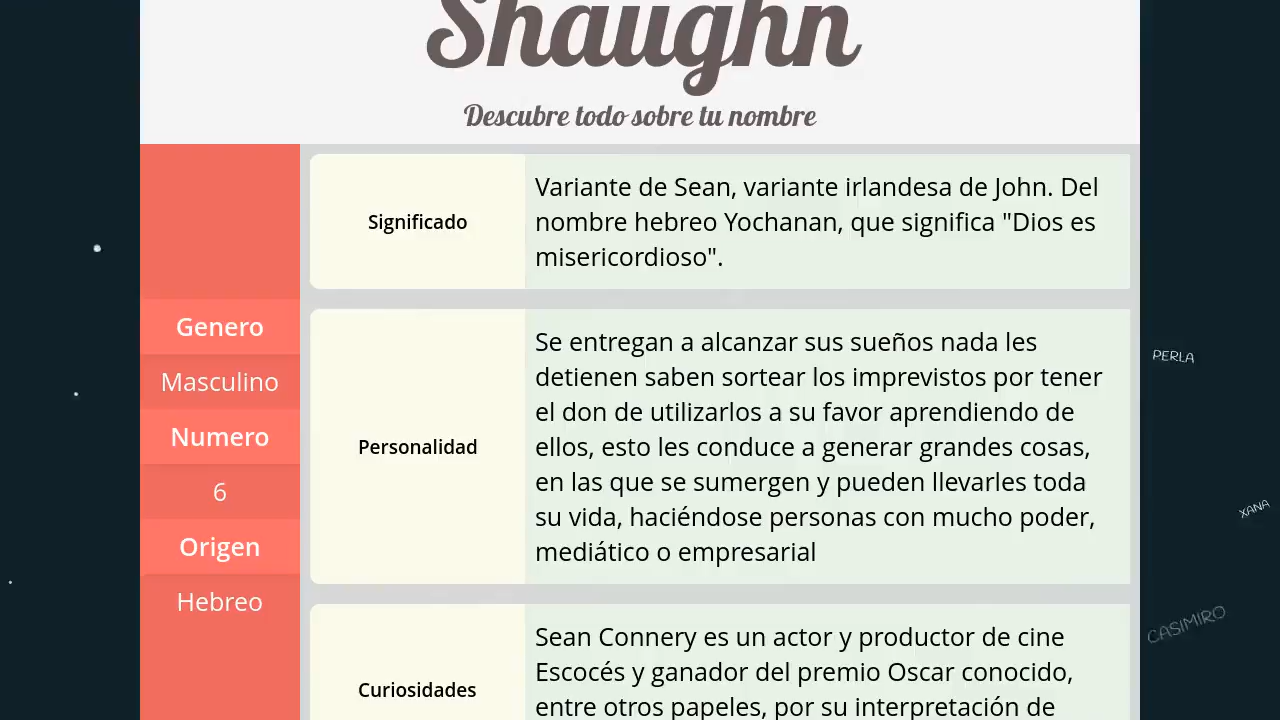 Shaughn
Descubre todo sobre tu nombre
Genero
Masculino
Numero
6
Origen
Hebreo
Significado
Variante de Sean, variante irlandesa de John. Del
nombre hebreo Yochanan, que significa "Dios es
misericordioso".
Personalidad
Se entregan a alcanzar sus sueños nada les
detienen saben sortear los imprevistos por tener
el don de utilizarlos a su favor aprendiendo de
ellos, esto les conduce a generar grandes cosas,
en las que se sumergen y pueden llevarles toda
su vida, haciéndose personas con mucho poder,
mediático o empresarial
Curiosidades
Sean Connery es un actor y productor de cine
Escocés y ganador del premio Oscar conocido,
entre otros papeles, por su interpretación de
PERLA
XANA
CASIMIRO